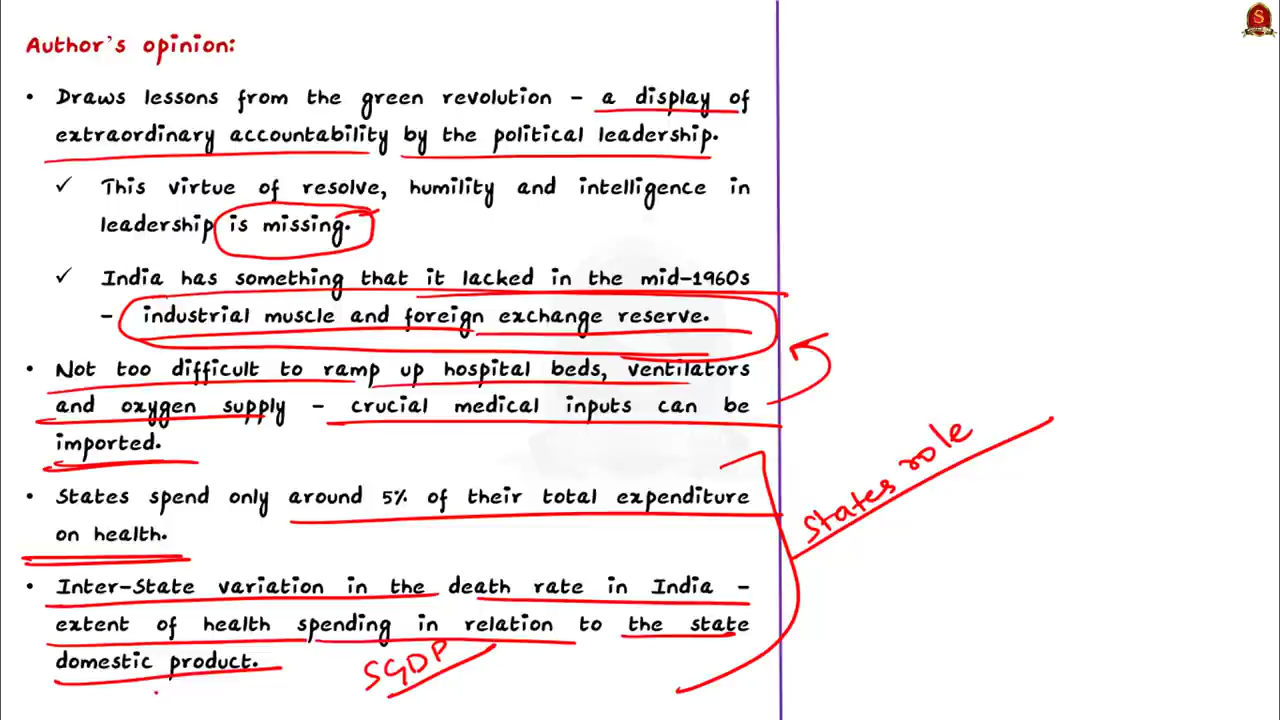 Author's opinion:
• Draws lessons from the green revolution – a display of
extraordinary accountability by the political leadership.
✓ This virtue of resolve, humility and intelligence in
leadership is missing.
✓ India has something that it lacked in the mid-1960s
– industrial muscle and foreign exchange reserve.
• Not too difficult to ramp up hospital beds, ventilators
and oxygen supply – crucial medical inputs can be
imported.
• States spend only around 5% of their total expenditure
on health.
States role
• Inter-State variation in the death rate in India –
extent of health spending in relation to the state
domestic product.
SGDP